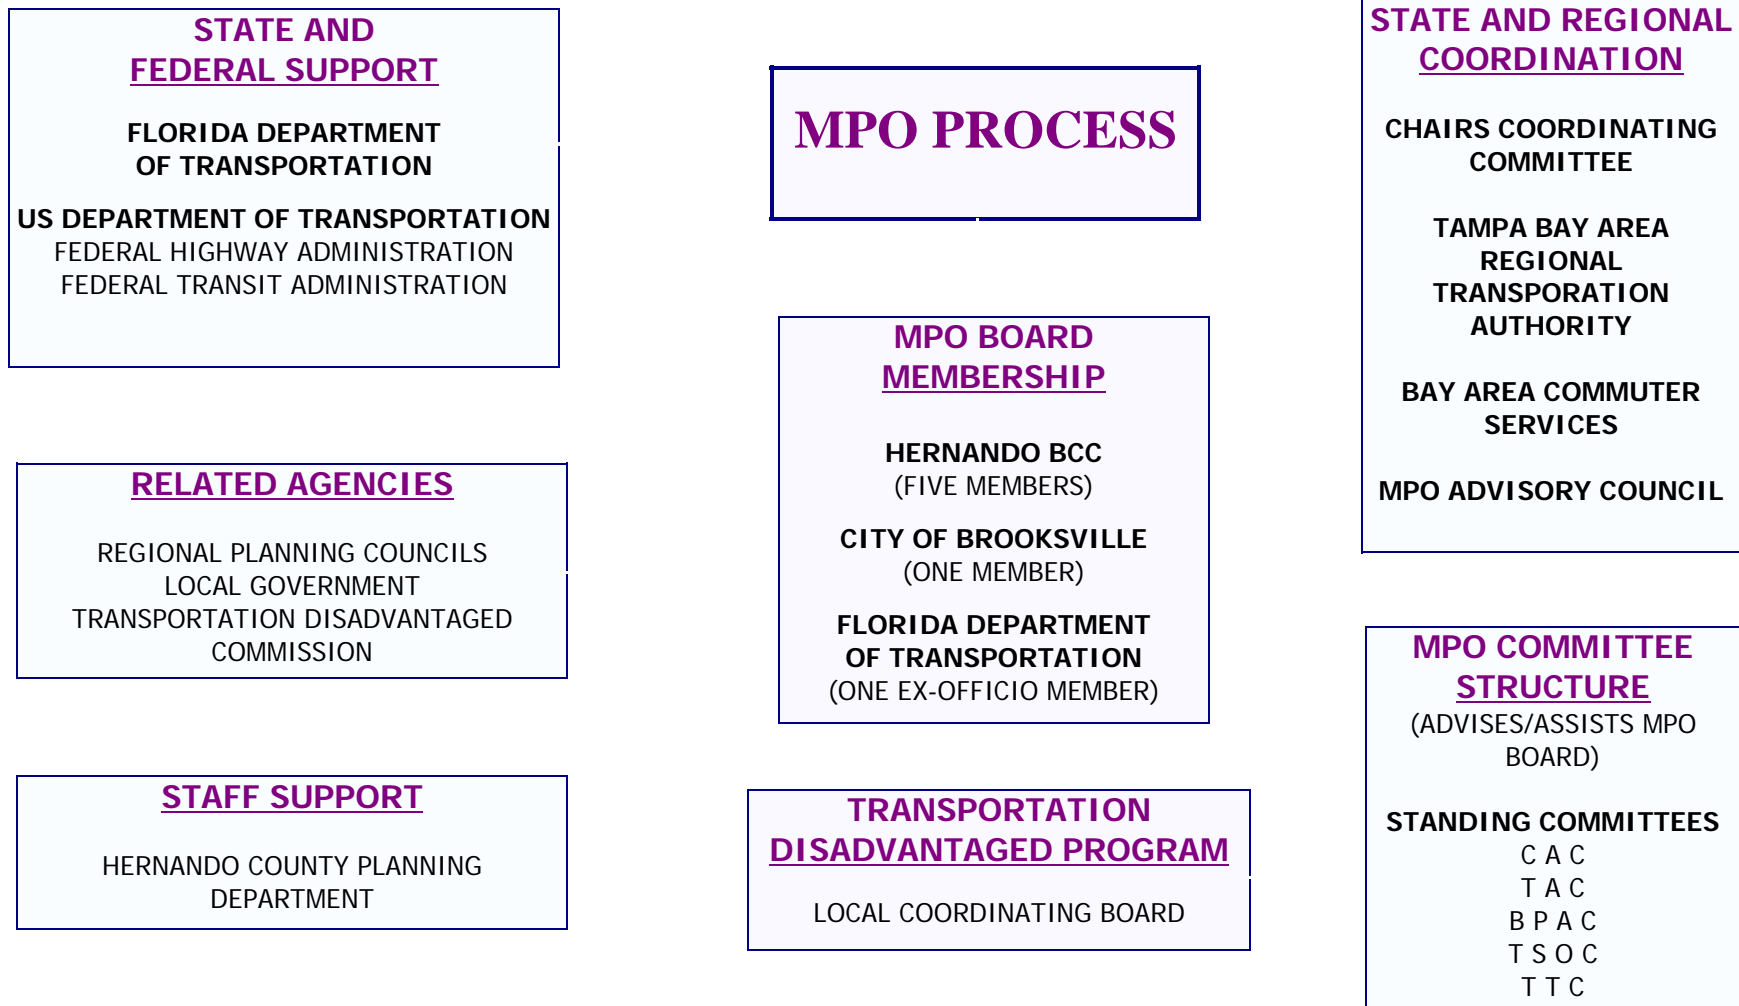 STATE AND
FEDERAL SUPPORT
FLORIDA DEPARTMENT
OF TRANSPORTATION
US DEPARTMENT OF TRANSPORTATION
FEDERAL HIGHWAY ADMINISTRATION
FEDERAL TRANSIT ADMINISTRATION
RELATED AGENCIES
REGIONAL PLANNING COUNCILS
LOCAL GOVERNMENT
TRANSPORTATION DISADVANTAGED
COMMISSION
STAFF SUPPORT
HERNANDO COUNTY PLANNING
DEPARTMENT
MPO PROCESS
MPO BOARD
MEMBERSHIP
HERNANDO BCC
(FIVE MEMBERS)
CITY OF BROOKSVILLE
(ONE MEMBER)
FLORIDA DEPARTMENT
OF TRANSPORTATION
(ONE EX-OFFICIO MEMBER)
TRANSPORTATION
DISADVANTAGED PROGRAM
LOCAL COORDINATING BOARD
STATE AND REGIONAL
COORDINATION
CHAIRS COORDINATING
COMMITTEE
TAMPA BAY AREA
REGIONAL
TRANSPORATION
AUTHORITY
BAY AREA COMMUTER
SERVICES
MPO ADVISORY COUNCIL
MPO COMMITTEE
STRUCTURE
(ADVISES/ASSISTS MPO
BOARD)
STANDING COMMITTEES
C A C
T A C
B P A C
T S O C
T T C